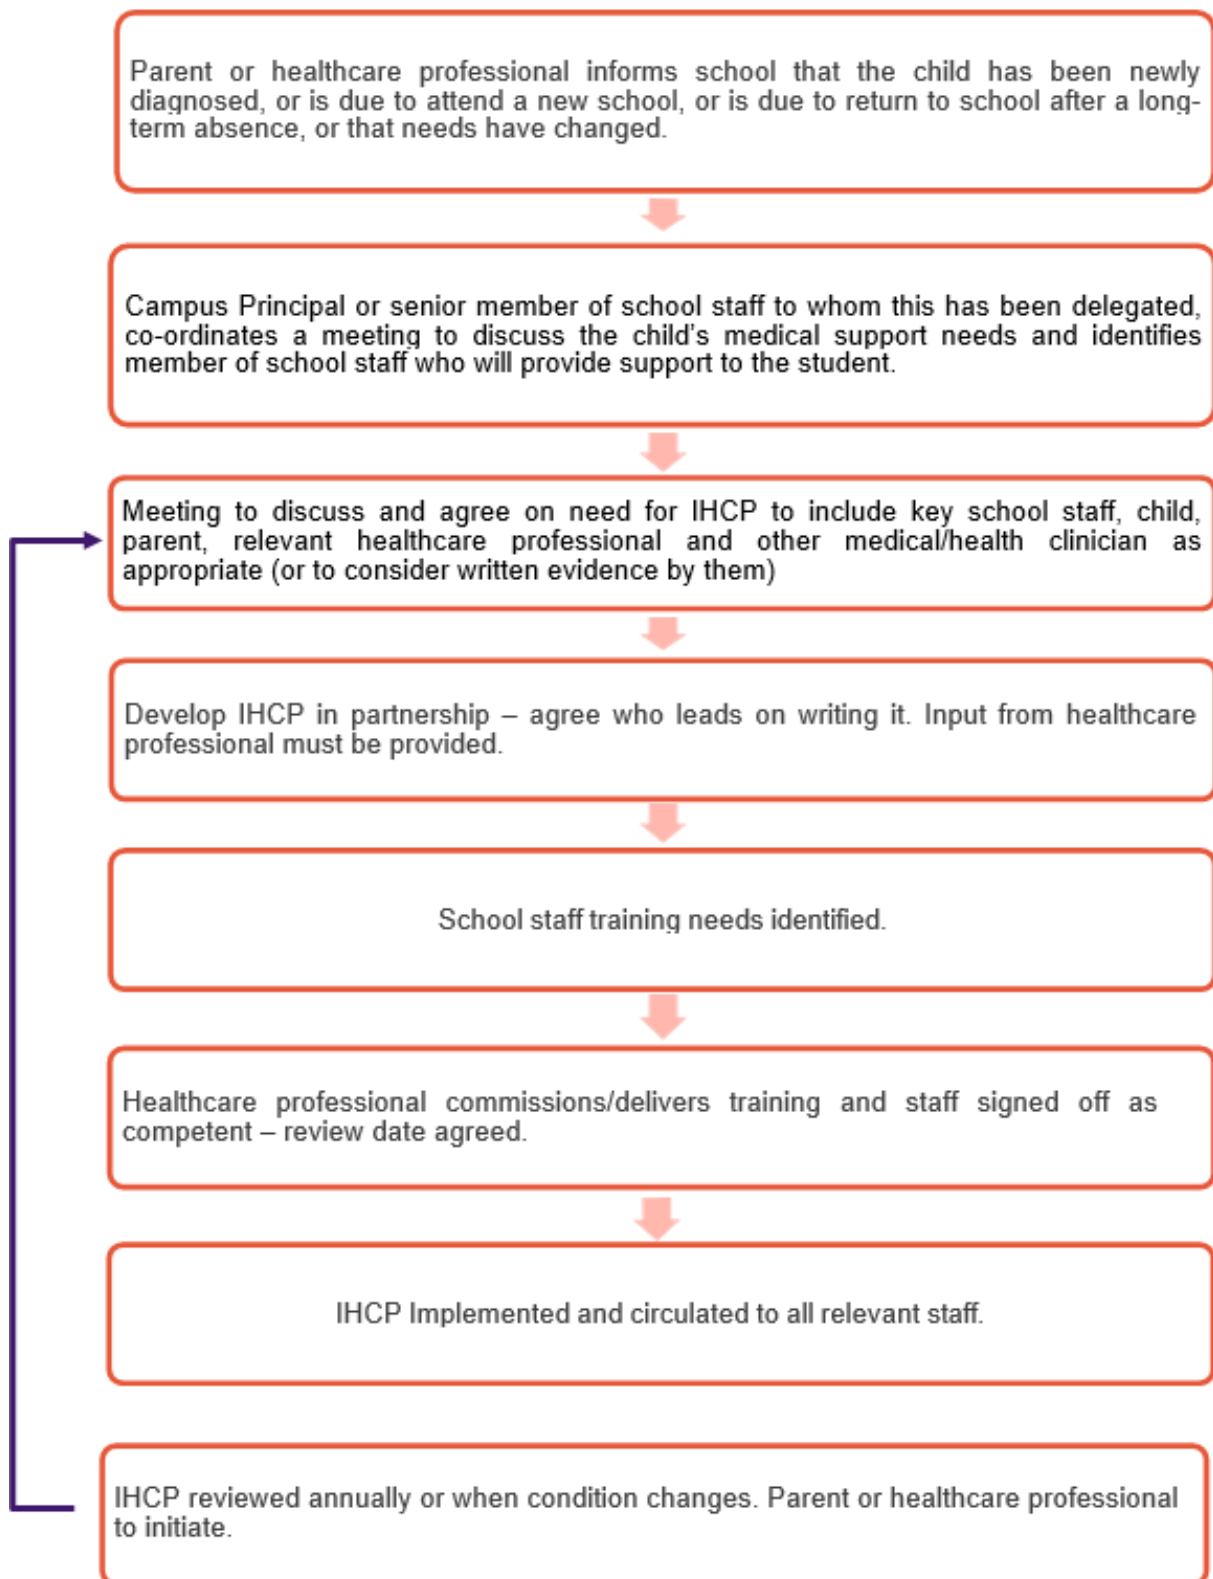 Parent or healthcare professional informs school that the child has been newly
diagnosed, or is due to attend a new school, or is due to return to school after a long-
term absence, or that needs have changed.
Campus Principal or senior member of school staff to whom this has been delegated,
co-ordinates a meeting to discuss the child's medical support needs and identifies
member of school staff who will provide support to the student.
Meeting to discuss and agree on need for IHCP to include key school staff, child,
parent, relevant healthcare professional and other medical/health clinician as
appropriate (or to consider written evidence by them)
Develop IHCP in partnership – agree who leads on writing it. Input from healthcare
professional must be provided.
School staff training needs identified.
Healthcare professional commissions/delivers training and staff signed off as
competent – review date agreed.
IHCP Implemented and circulated to all relevant staff.
IHCP reviewed annually or when condition changes. Parent or healthcare professional
to initiate.